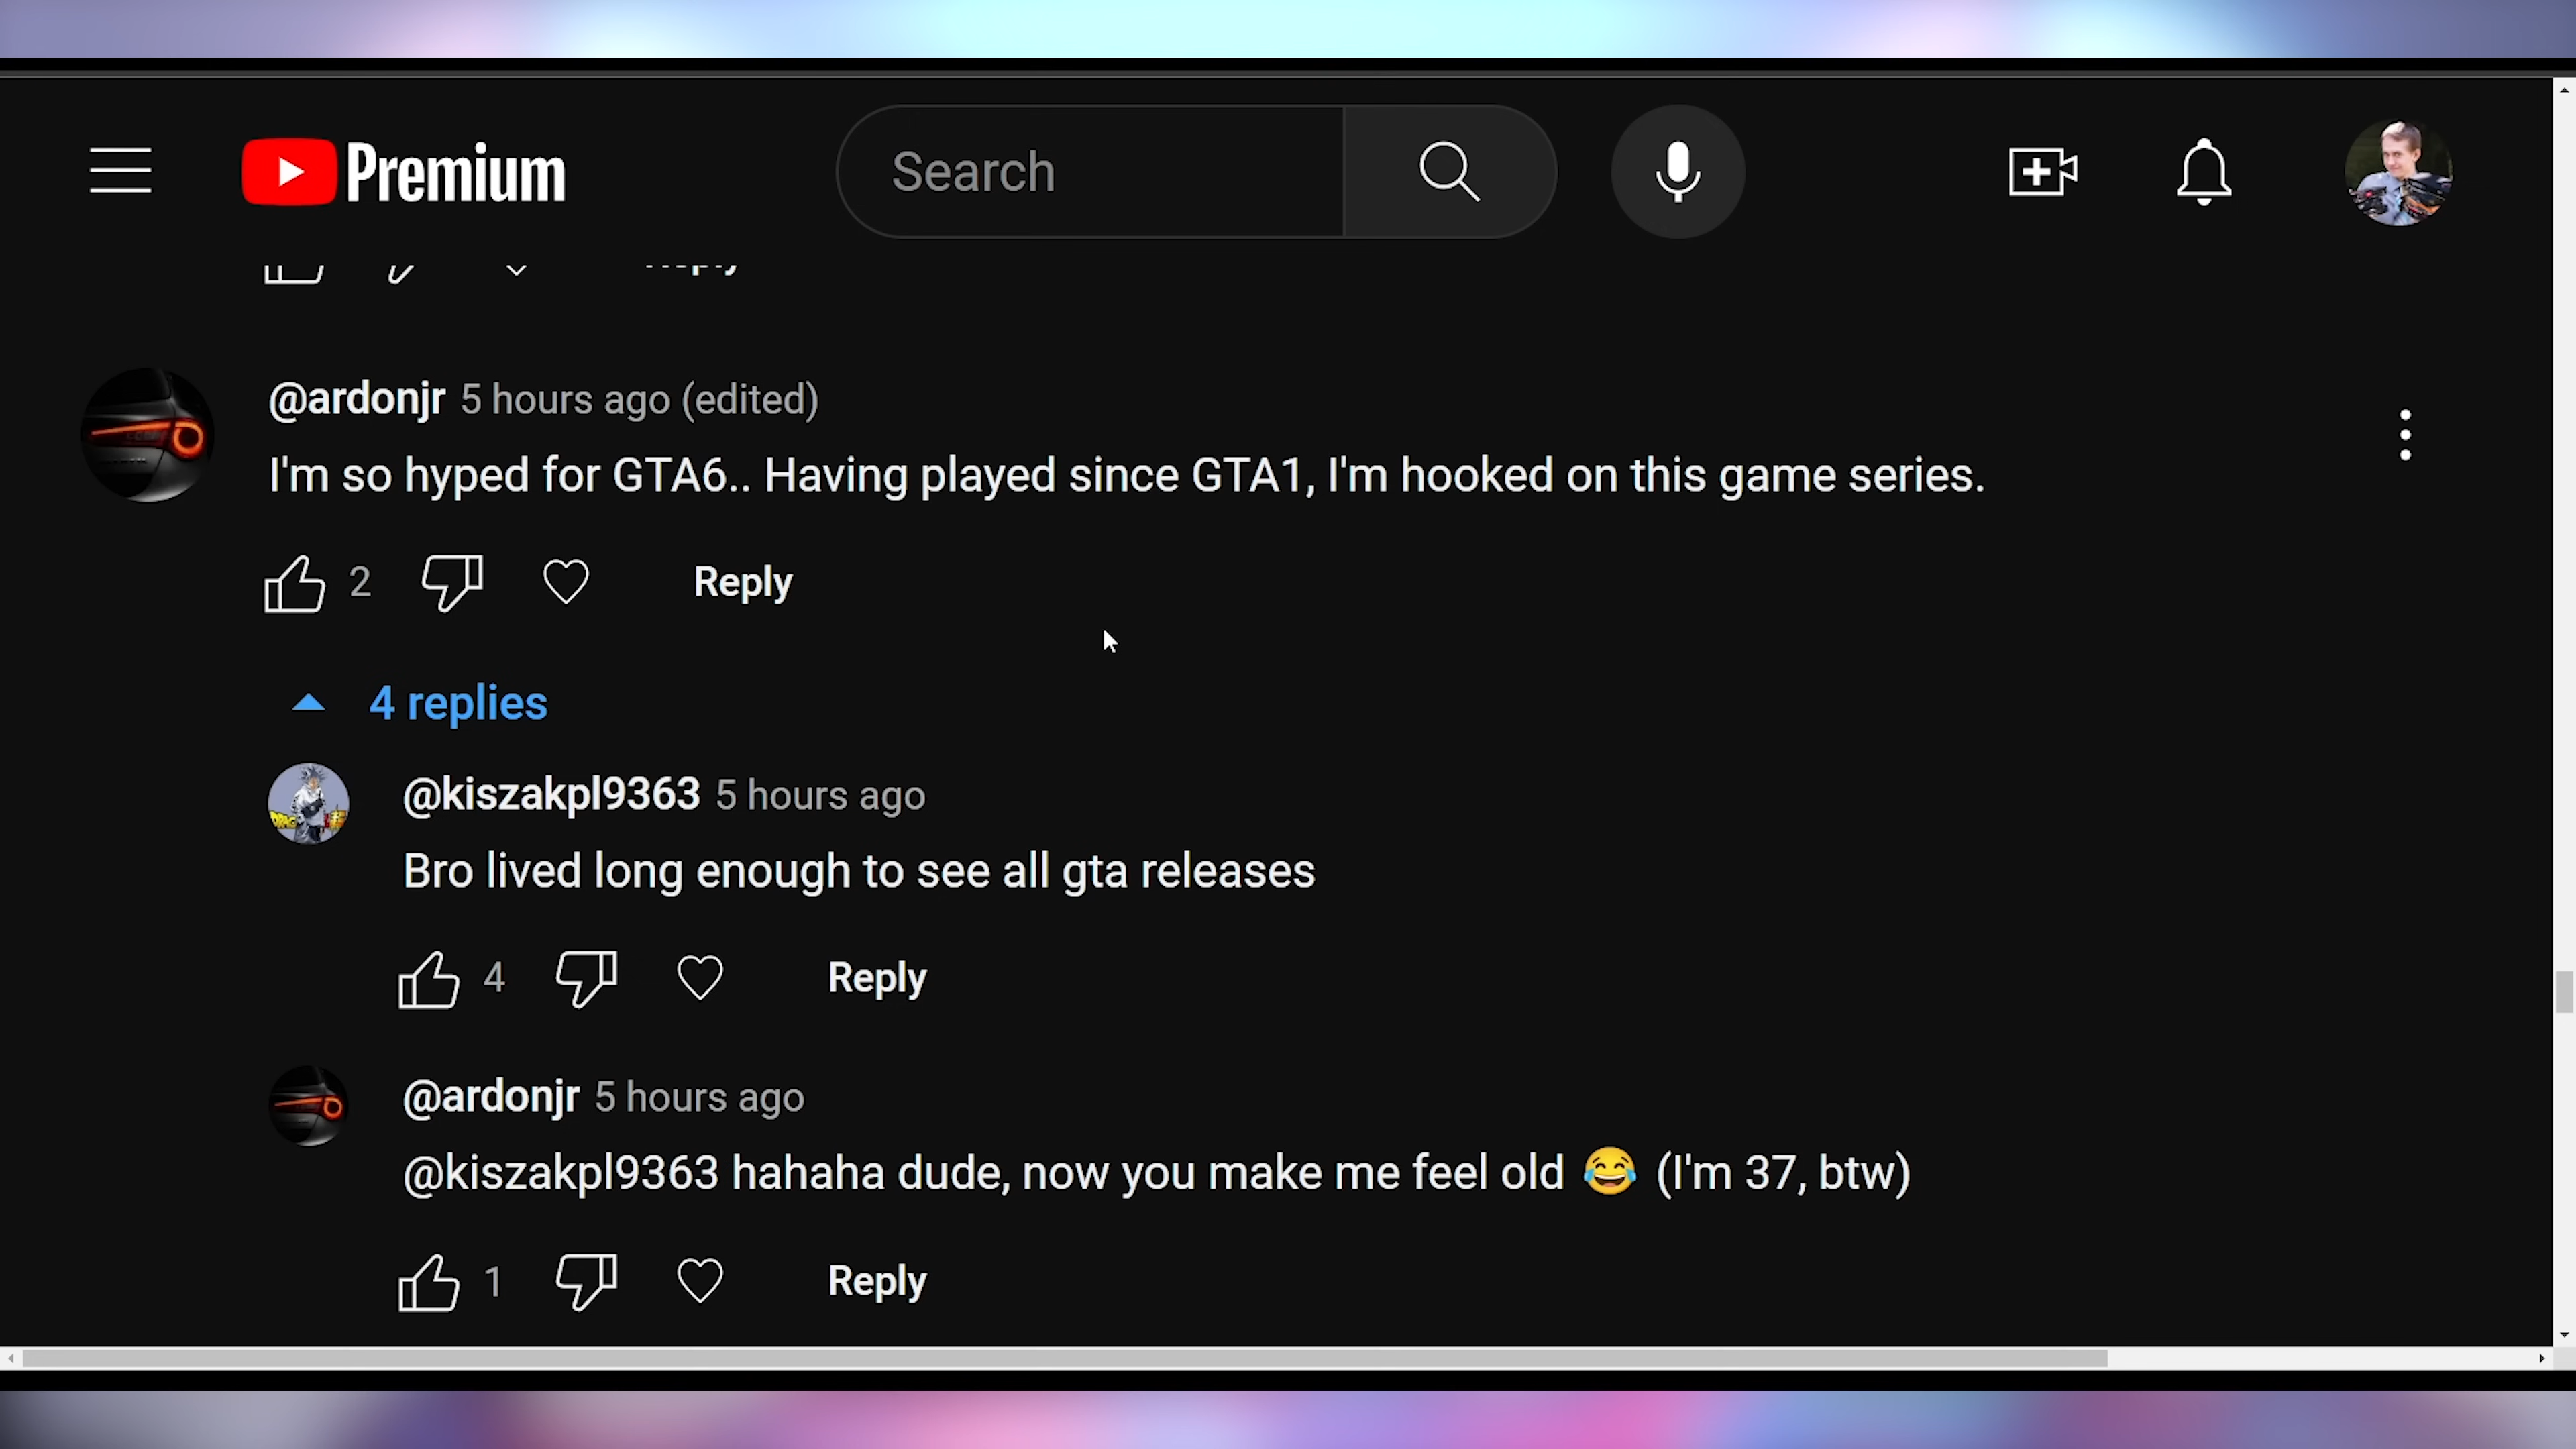 Premium
Search
Reply
@ardonjr 5 hours ago (edited)
I'm so hyped for GTA6.. Having played since GTA1, I'm hooked on this game series.
2 Reply
4 replies
@kiszakpl9363 5 hours ago
Bro lived long enough to see all gta releases
4 Reply
@ardonjr 5 hours ago
@kiszakpl9363 hahaha dude, now you make me feel old 😂 (I'm 37, btw)
1 Reply